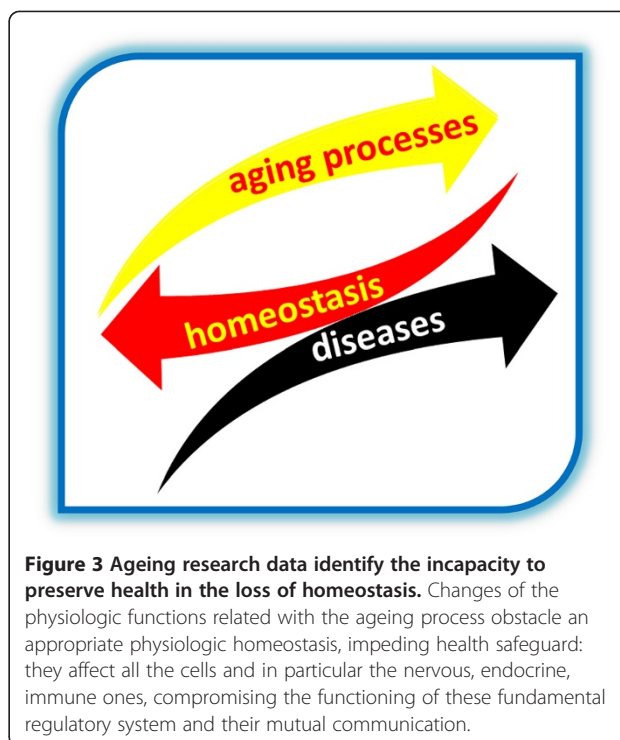 aging processes
homeostasis
diseases
Figure 3 Ageing research data identify the incapacity to
preserve health in the loss of homeostasis. Changes of the
physiologic functions related with the ageing process obstacle an
appropriate physiologic homeostasis, impeding health safeguard:
they affect all the cells and in particular the nervous, endocrine,
immune ones, compromising the functioning of these fundamental
regulatory system and their mutual communication.